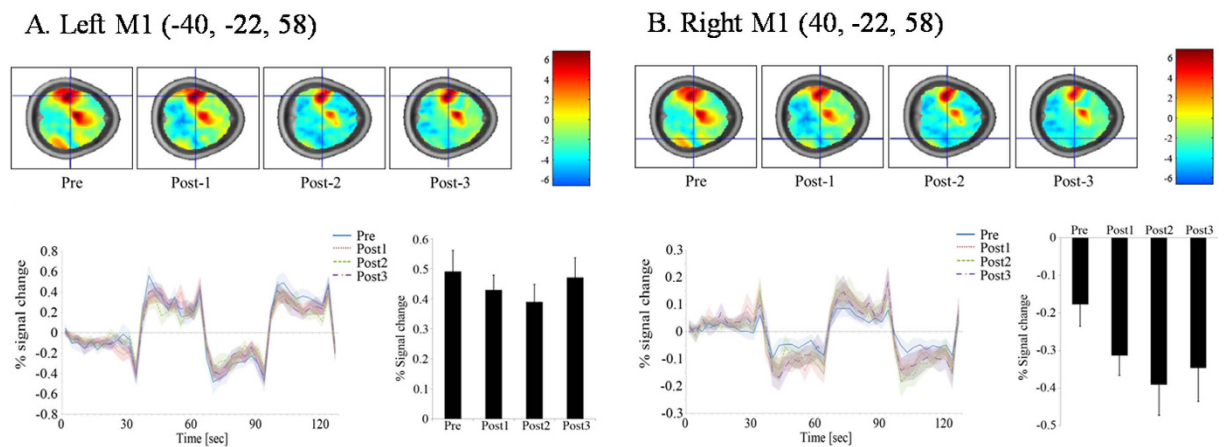 A. Left M1 (-40, -22, 58)
6
4
2
0
-2
-4
-6
Pre Post-1 Post-2 Post-3
% signal change
0.8
0.6
0.4
0.2
0
-0.2
-0.4
-0.6
-0.8
0 30 60 90 120
Time [sec]
Pre
Post1
Post2
Post3
% Signal change
0.6
0.5
0.4
0.3
0.2
0.1
0
Pre Post1 Post2 Post3
B. Right M1 (40, -22, 58)
6
4
2
0
-2
-4
-6
Pre Post-1 Post-2 Post-3
% signal change
0.3
0.2
0.1
0
-0.1
-0.2
-0.3
0 30 60 90 120
Time [sec]
Pre
Post1
Post2
Post3
Pre Post1 Post2 Post3
% Signal change
0
-0.1
-0.2
-0.3
-0.4
-0.5